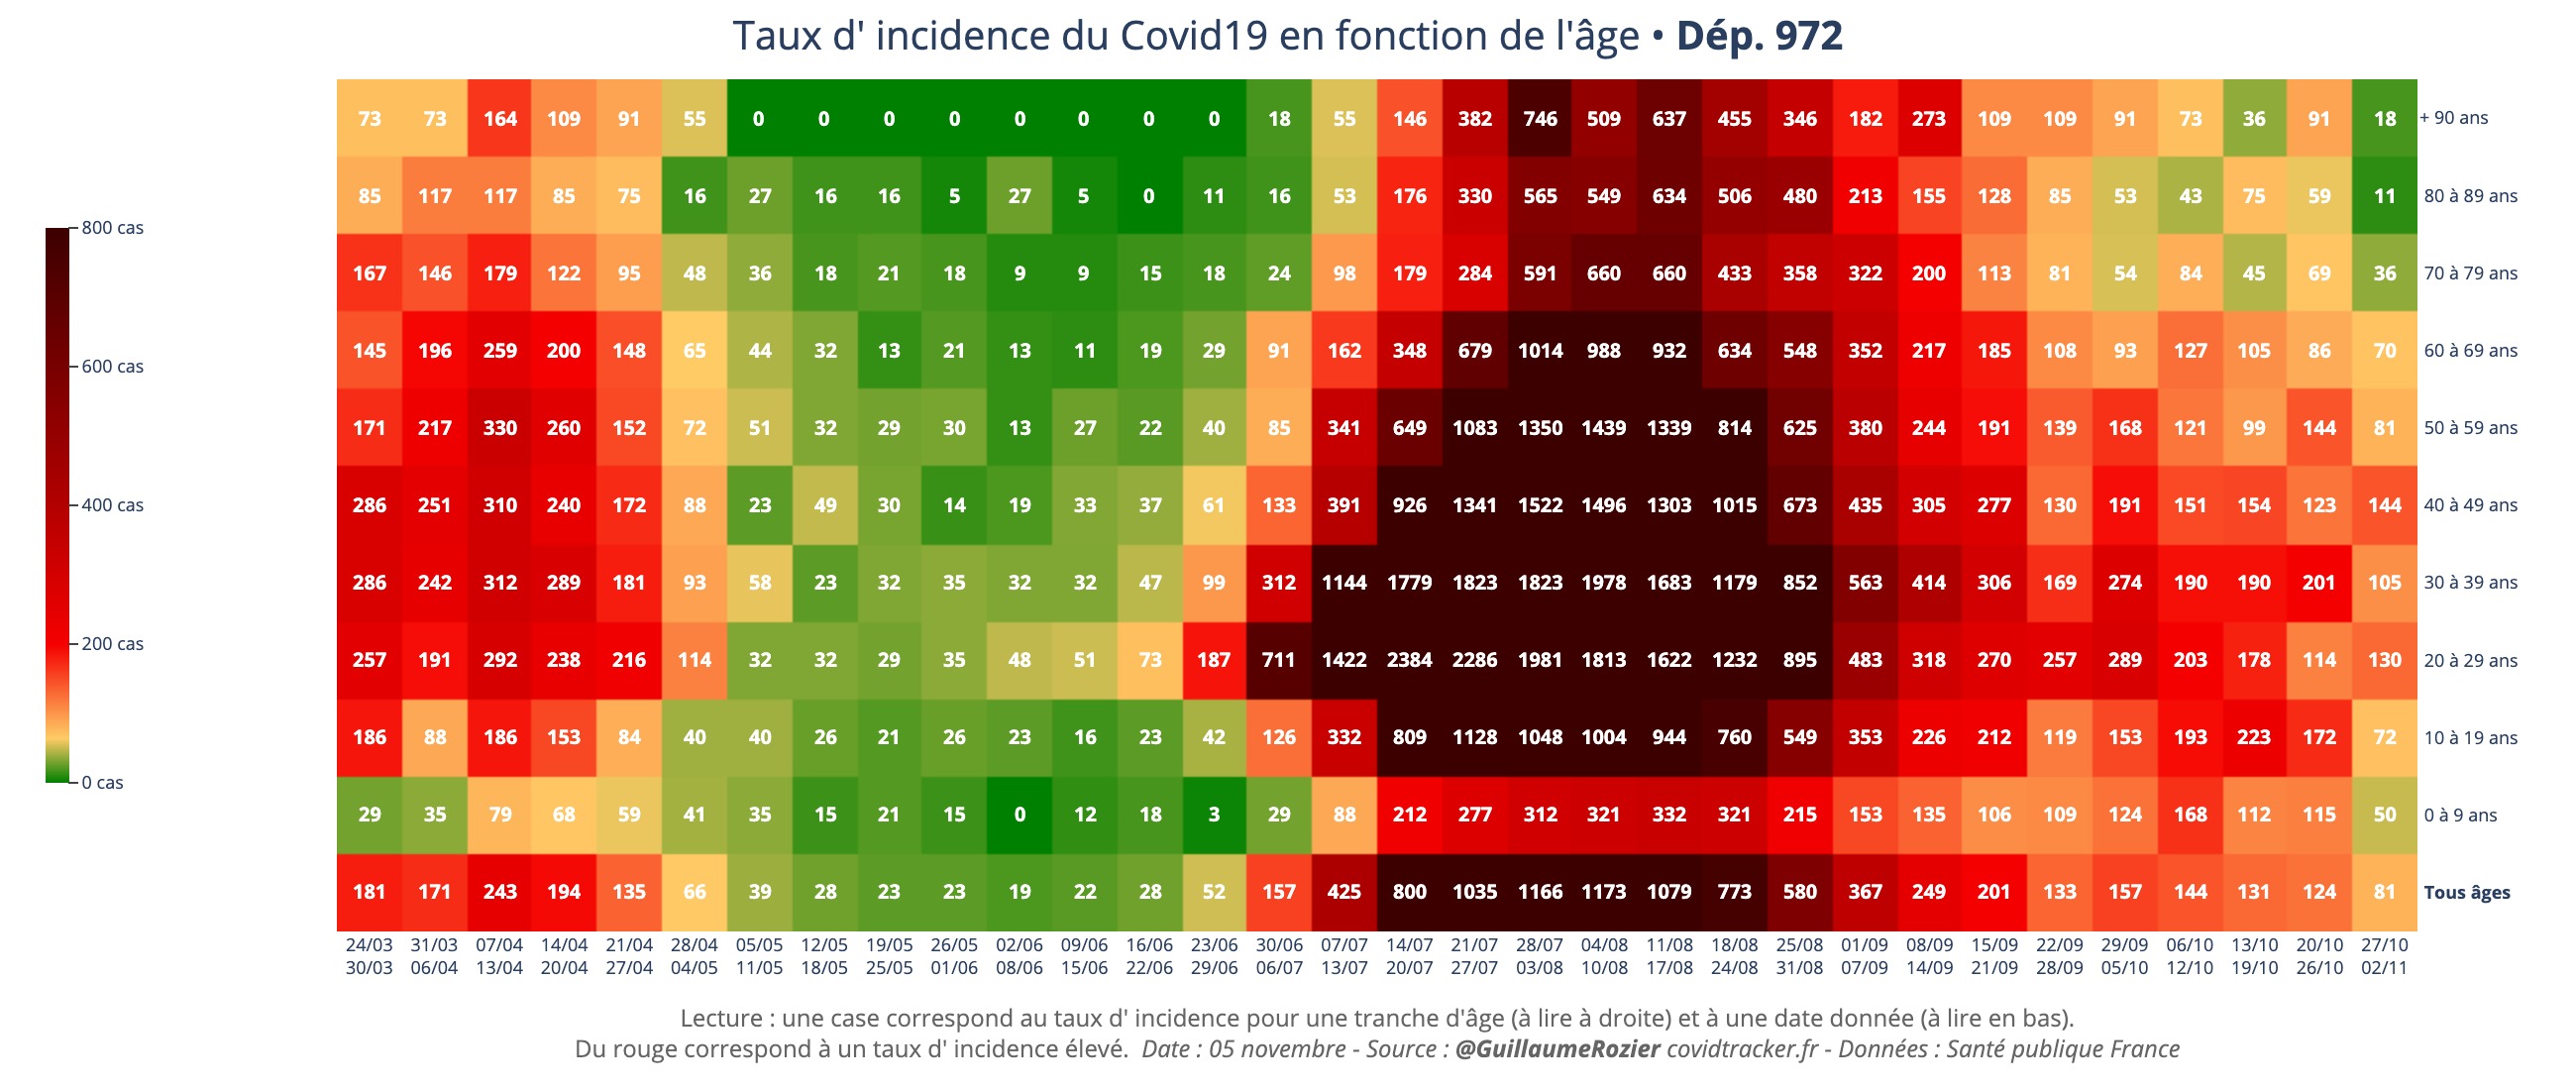 Taux d' incidence du Covid19 en fonction de l'âge • Dép. 972
800 cas
600 cas
400 cas
200 cas
0 cas
73 73 164 109 91 55 0 0 0 0 0 0 0 0 18 55 146 382 746 509 637 455 346 182 273 109 109 91 73 36 91 18 + 90 ans
85 117 117 85 75 16 27 16 16 5 27 5 0 11 16 53 176 330 565 549 634 506 480 213 155 128 85 53 43 75 59 11 80 à 89 ans
167 146 179 122 95 48 36 18 21 18 9 9 15 18 24 98 179 284 591 660 660 433 358 322 200 113 81 54 84 45 69 36 70 à 79 ans
145 196 259 200 148 65 44 32 13 21 13 11 19 29 91 162 348 679 1014 988 932 634 548 352 217 185 108 93 127 105 86 70 60 à 69 ans
171 217 330 260 152 72 51 32 29 30 13 27 22 40 85 341 649 1083 1350 1439 1339 814 625 380 244 191 139 168 121 99 144 81 50 à 59 ans
286 251 310 240 172 88 23 49 30 14 19 33 37 61 133 391 926 1341 1522 1496 1303 1015 673 435 305 277 130 191 151 154 123 144 40 à 49 ans
286 242 312 289 181 93 58 23 32 35 32 32 47 99 312 1144 1779 1823 1823 1978 1683 1179 852 563 414 306 169 274 190 190 201 105 30 à 39 ans
257 191 292 238 216 114 32 32 29 35 48 51 73 187 711 1422 2384 2286 1981 1813 1622 1232 895 483 318 270 257 289 203 178 114 130 20 à 29 ans
186 88 186 153 84 40 40 26 21 26 23 16 23 42 126 332 809 1128 1048 1004 944 760 549 353 226 212 119 153 193 223 172 72 10 à 19 ans
29 35 79 68 59 41 35 15 21 15 0 12 18 3 29 88 212 277 312 321 332 321 215 153 135 106 109 124 168 112 115 50 0 à 9 ans
181 171 243 194 135 66 39 28 23 23 19 22 28 52 157 425 800 1035 1166 1173 1079 773 580 367 249 201 133 157 144 131 124 81 Tous âges
24/03 31/03 07/04 14/04 21/04 28/04 05/05 12/05 19/05 26/05 02/06 09/06 16/06 23/06 30/06 07/07 14/07 21/07 28/07 04/08 11/08 18/08 25/08 01/09 08/09 15/09 22/09 29/09 06/10 13/10 20/10 27/10
30/03 06/04 13/04 20/04 27/04 04/05 11/05 18/05 25/05 01/06 08/06 15/06 22/06 29/06 06/07 13/07 20/07 27/07 03/08 10/08 17/08 24/08 31/08 07/09 14/09 21/09 28/09 05/10 12/10 19/10 26/10 02/11
Lecture : une case correspond au taux d' incidence pour une tranche d'âge (à lire à droite) et à une date donnée (à lire en bas).
Du rouge correspond à un taux d' incidence élevé. Date : 05 novembre - Source : @GuillaumeRozier covidtracker.fr - Données : Santé publique France